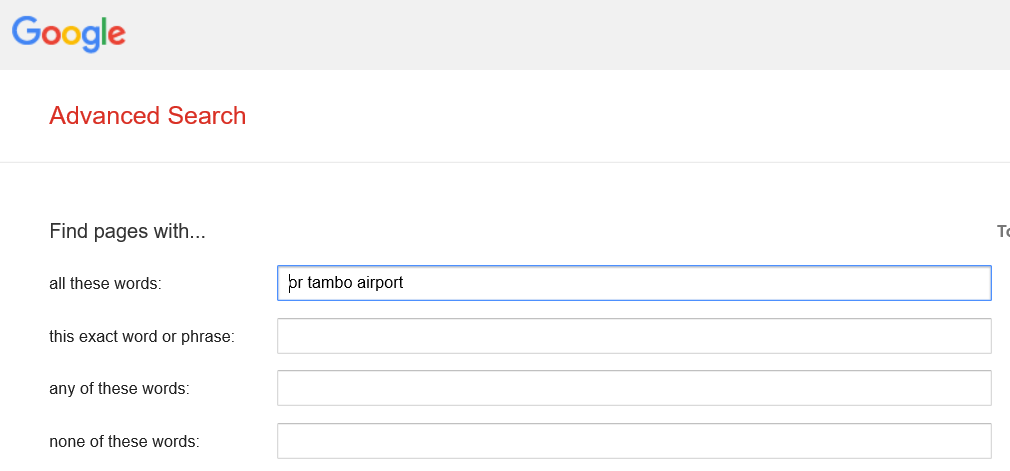 Google
Advanced Search
Find pages with...
all these words: or tambo airport
this exact word or phrase:
any of these words:
none of these words: